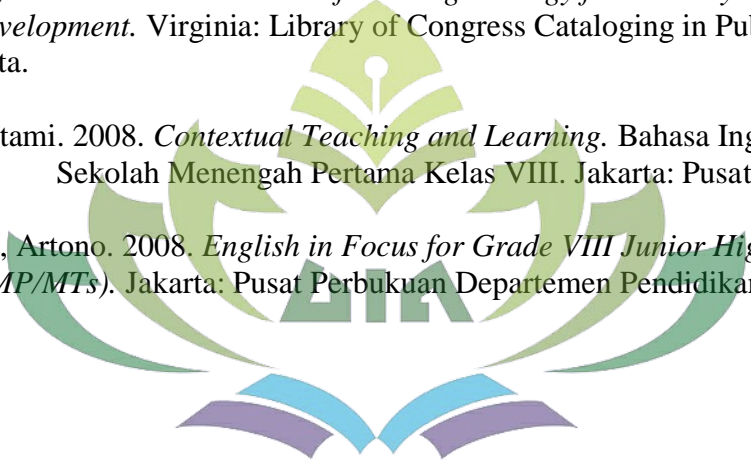 velopment. Virginia: Library of Congress Cataloging in Pu
ta.
tami. 2008. Contextual Teaching and Learning. Bahasa Ing
Sekolah Menengah Pertama Kelas VIII. Jakarta: Pusat
, Artono. 2008. English in Focus for Grade VIII Junior Hig
MP/MTs). Jakarta: Pusat Perbukuan Departemen Pendidika